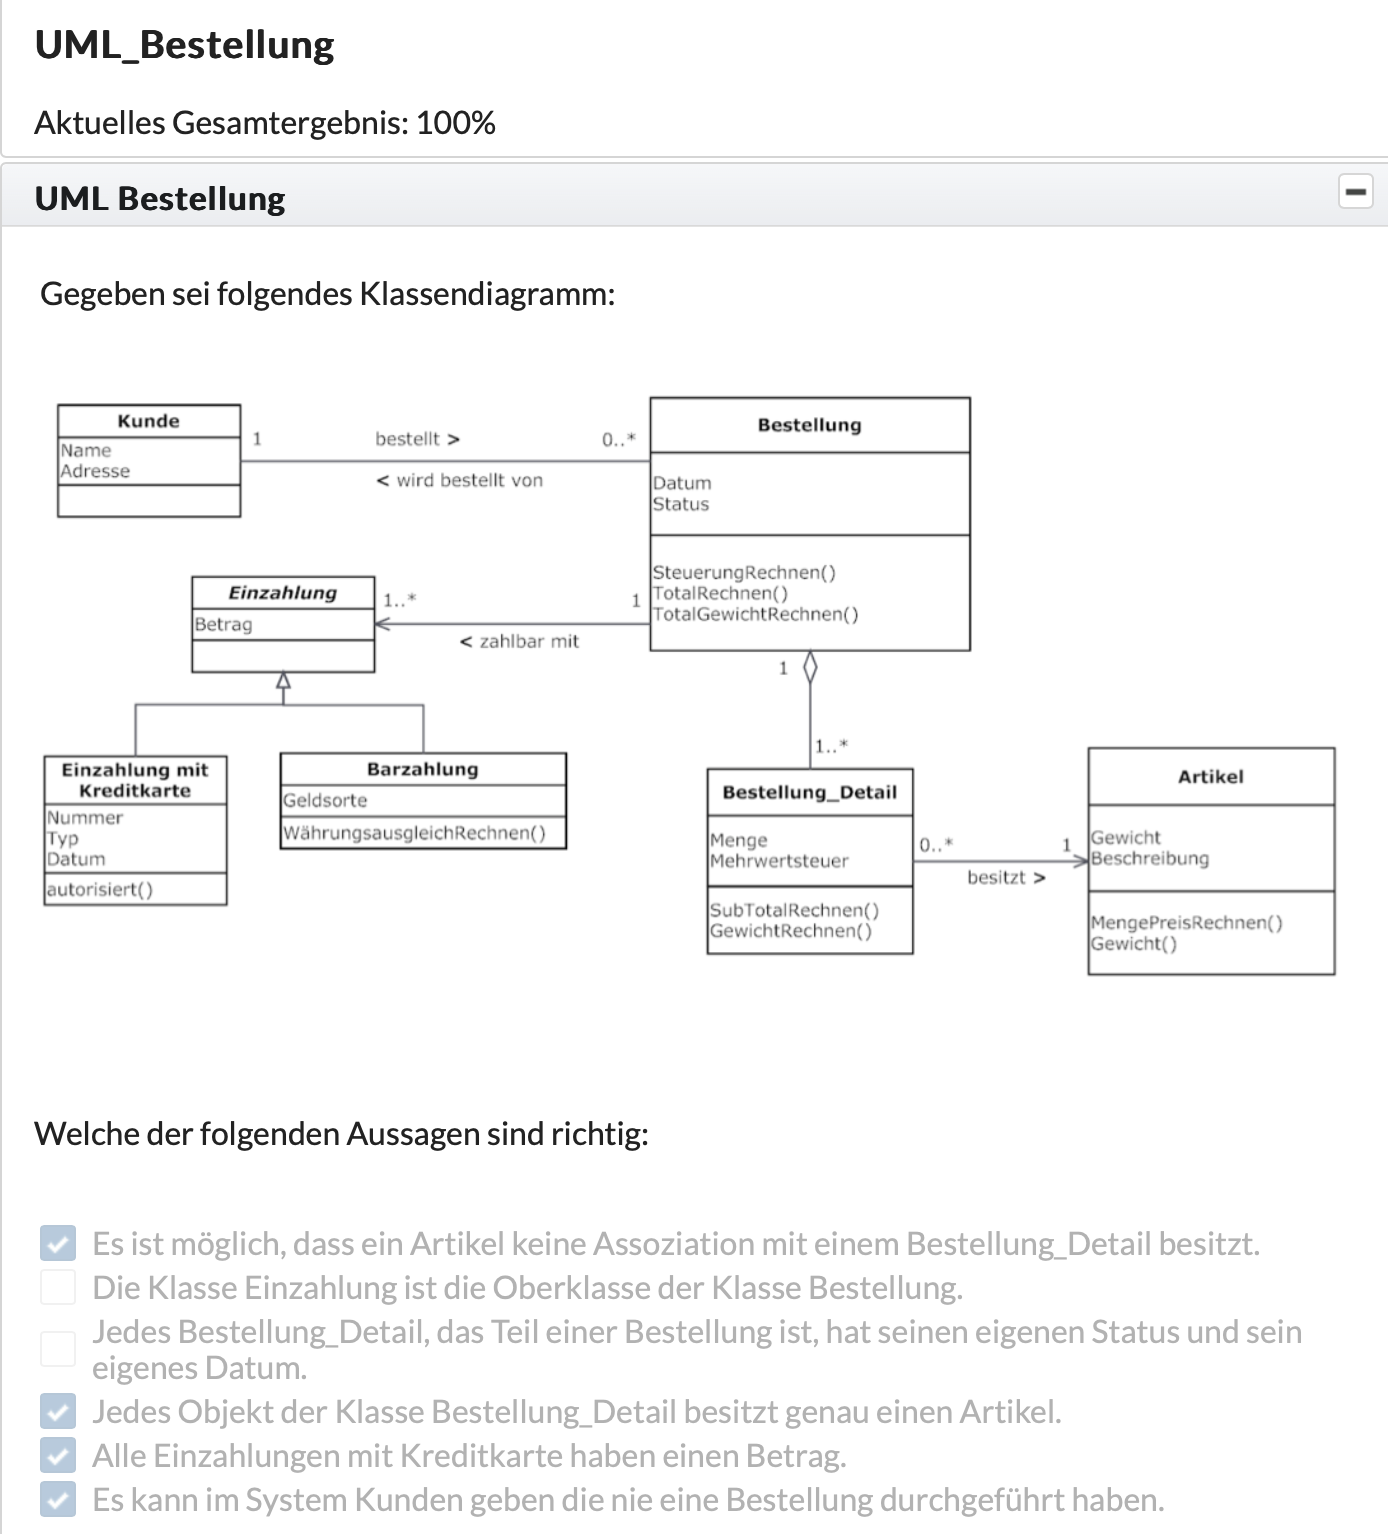 UML_Bestellung
Aktuelles Gesamtergebnis: 100%
UML Bestellung
Gegeben sei folgendes Klassendiagramm:
Kunde
Name
Adresse
1
bestellt >
0..*
< wird bestellt von
Bestellung
Datum
Status
SteuerungRechnen()
TotalRechnen()
TotalGewichtRechnen()
Einzahlung
Betrag
1..*
1
< zahlbar mit
1
1..*
Einzahlung mit
Kreditkarte
Nummer
Typ
Datum
autorisiert()
Barzahlung
Geldsorte
WährungsausgleichRechnen()
Bestellung_Detail
Menge
Mehrwertsteuer
SubTotalRechnen()
GewichtRechnen()
0..*
1
besitzt >
Artikel
Gewicht
Beschreibung
MengePreisRechnen()
Gewicht()
Welche der folgenden Aussagen sind richtig:
Es ist möglich, dass ein Artikel keine Assoziation mit einem Bestellung_Detail besitzt.
Die Klasse Einzahlung ist die Oberklasse der Klasse Bestellung.
Jedes Bestellung_Detail, das Teil einer Bestellung ist, hat seinen eigenen Status und sein
eigenes Datum.
Jedes Objekt der Klasse Bestellung_Detail besitzt genau einen Artikel.
Alle Einzahlungen mit Kreditkarte haben einen Betrag.
Es kann im System Kunden geben die nie eine Bestellung durchgeführt haben.